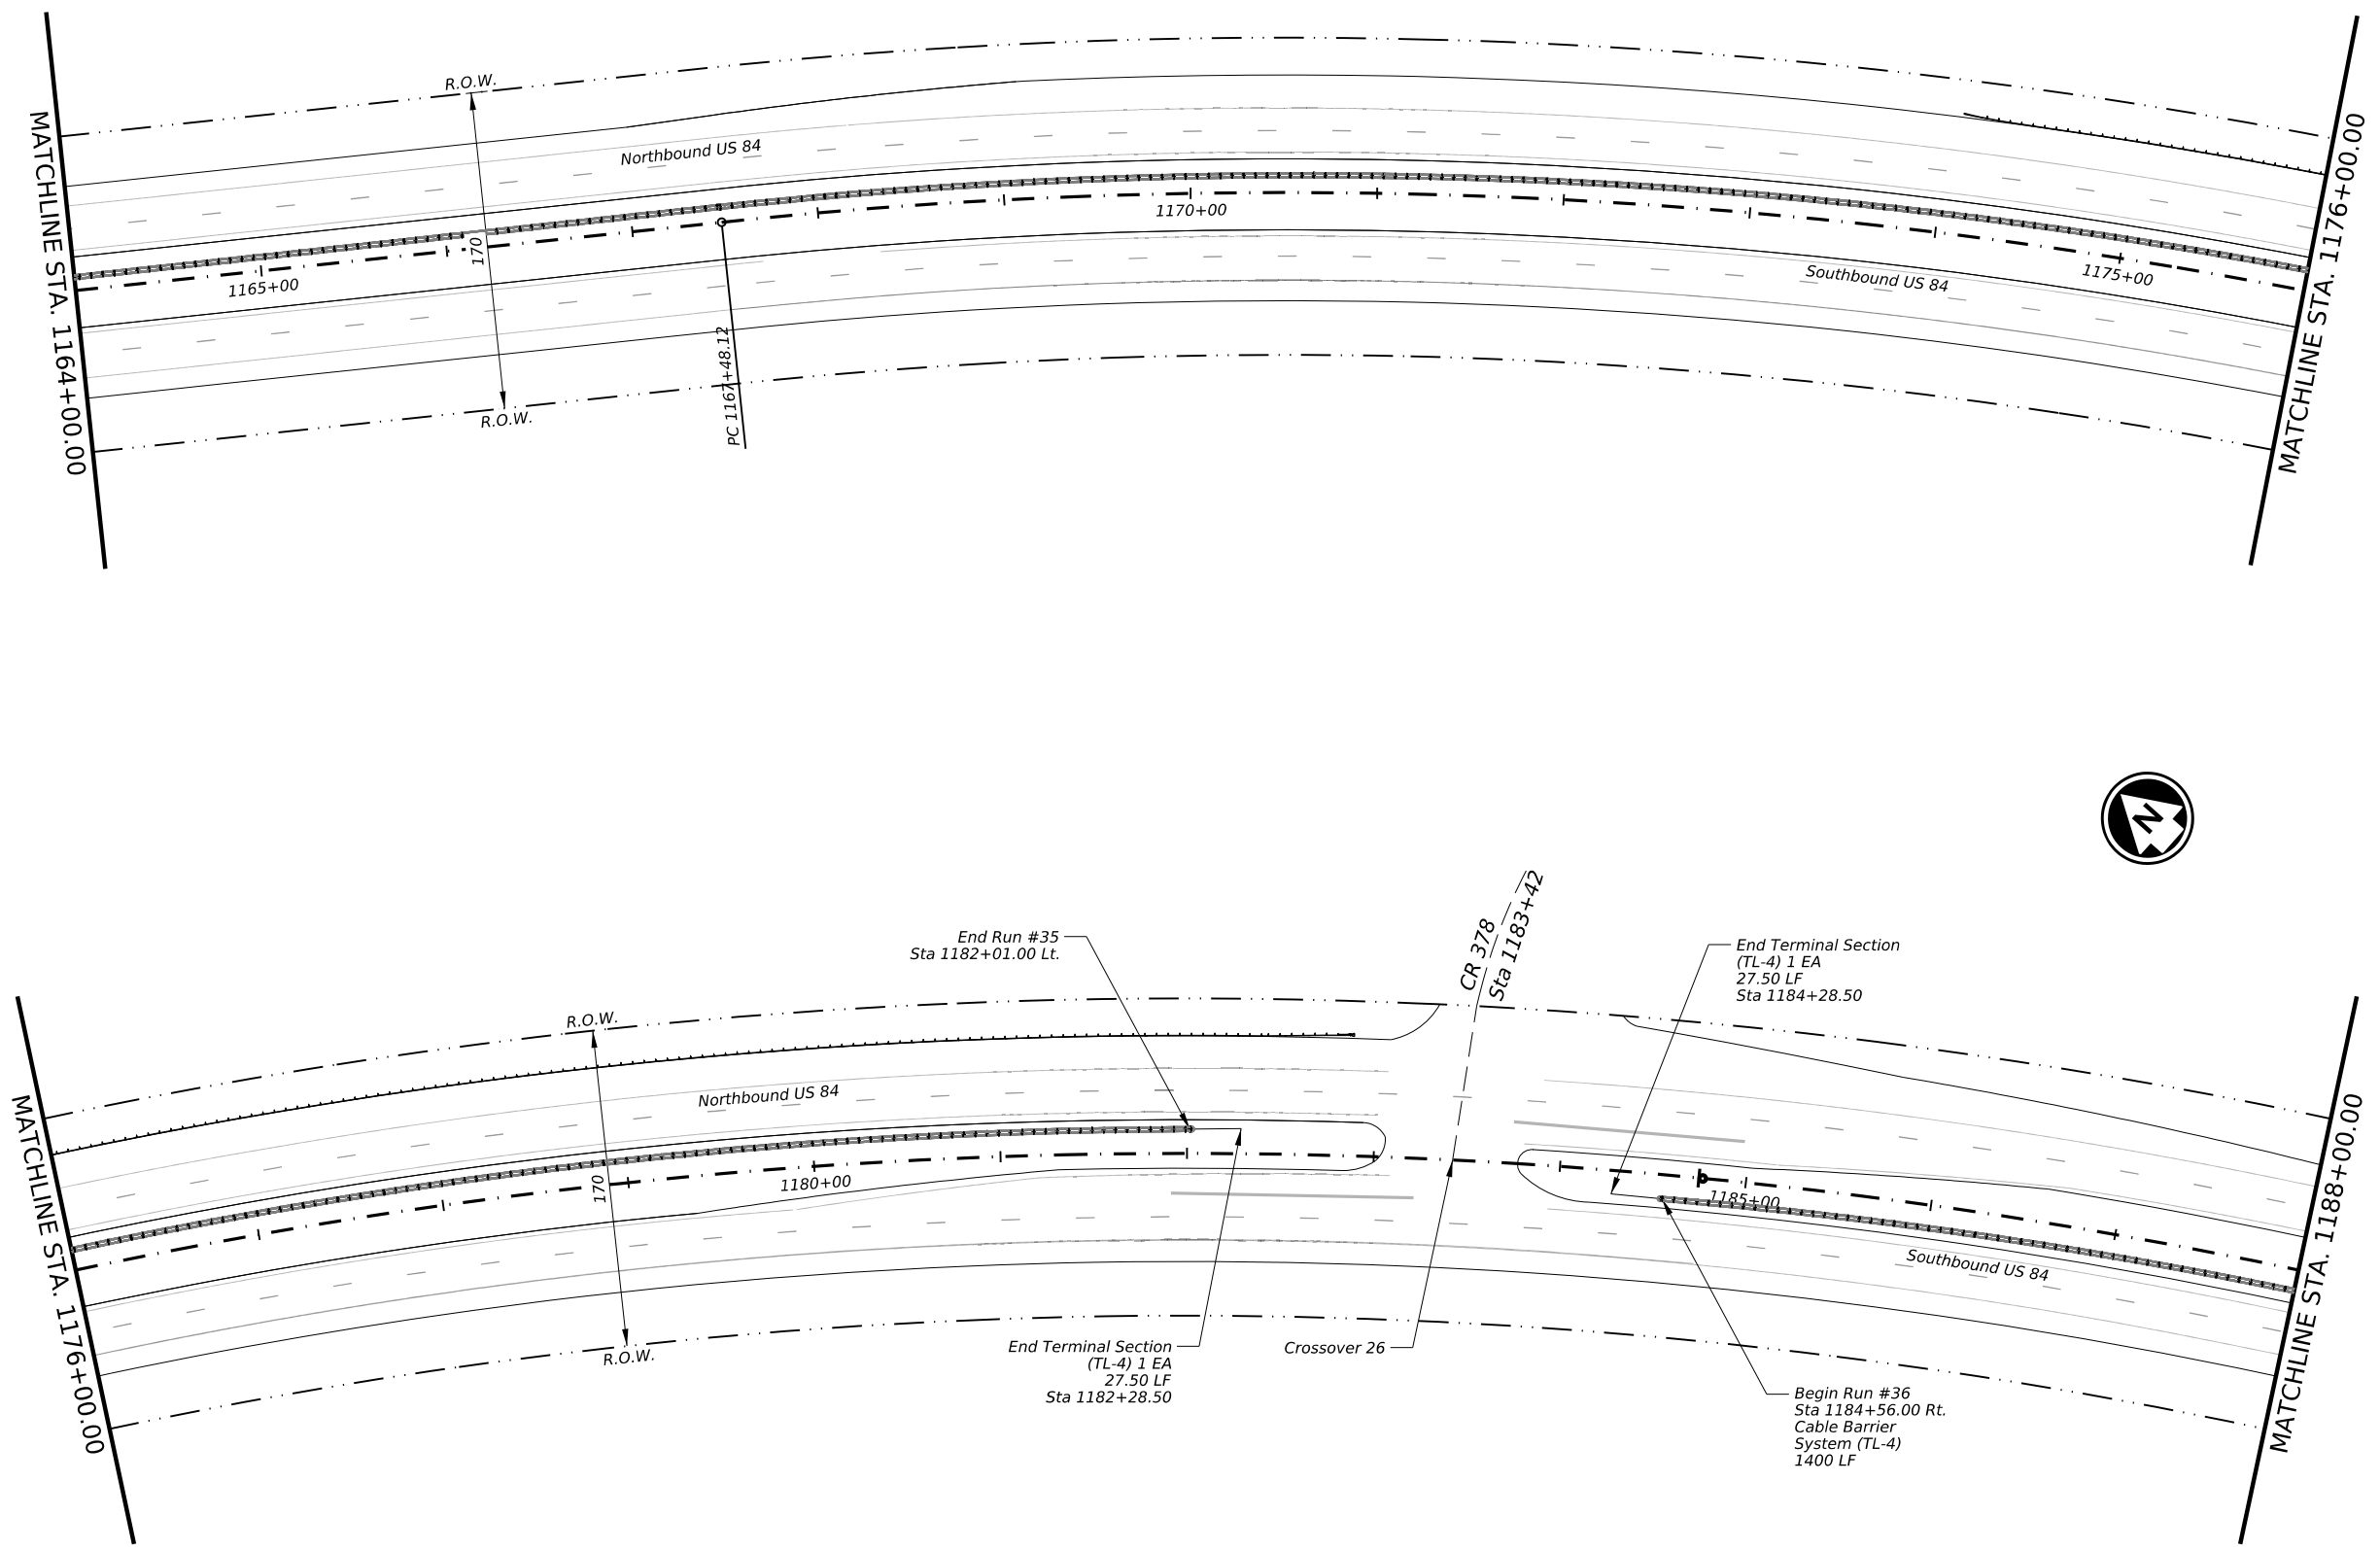 R.O.W.
Northbound US 84
MATCHLINE STA. 1164+00.00
1165+00
170
1170+00
MATCHLINE STA. 1176+00.00
Southbound US 84
1175+00
PC 1167+48.12
R.O.W.
N
CR 378
Sta 1183+42
End Run #35
Sta 1182+01.00 Lt.
End Terminal Section
(TL-4) 1 EA
27.50 LF
Sta 1184+28.50
R.O.W.
Northbound US 84
MATCHLINE STA. 1176+00.00
170
1180+00
1185+00
Southbound US 84
MATCHLINE STA. 1188+00.00
R.O.W.
End Terminal Section
(TL-4) 1 EA
27.50 LF
Sta 1182+28.50
Crossover 26
Begin Run #36
Sta 1184+56.00 Rt.
Cable Barrier
System (TL-4)
1400 LF